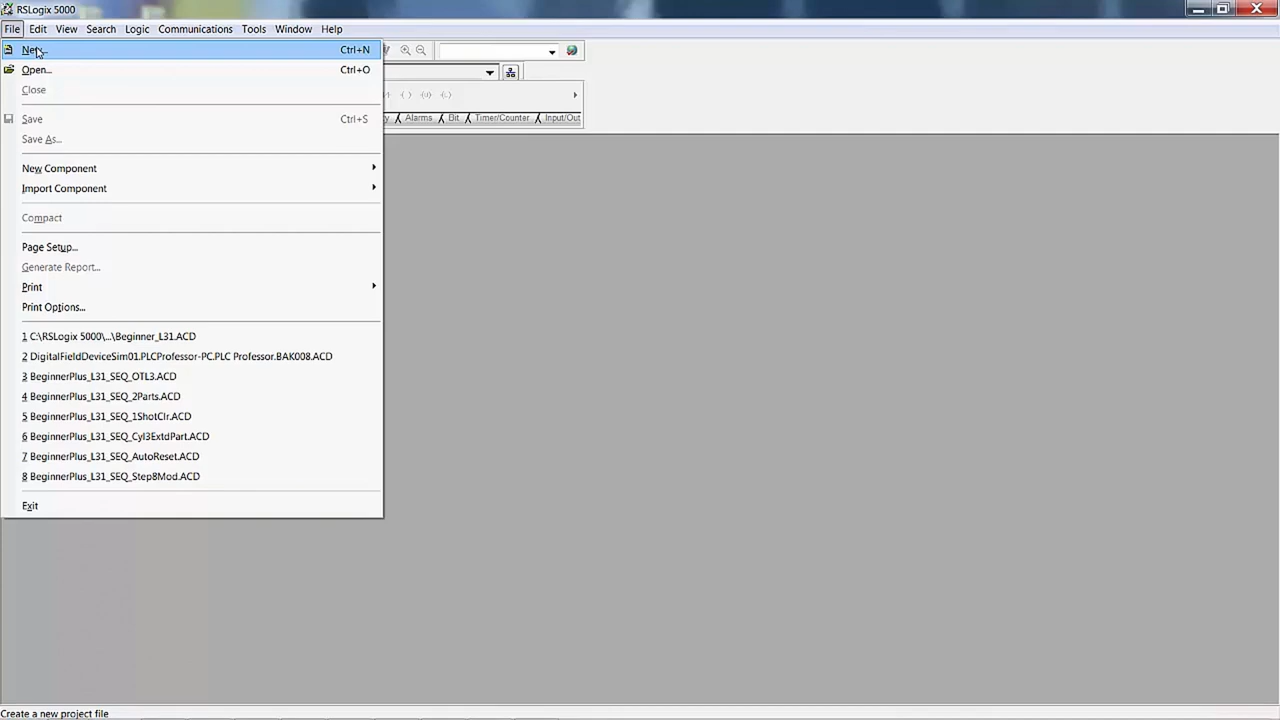 RSLogix 5000
File Edit View Search Logic Communications Tools Window Help
New... Ctrl+N
Open... Ctrl+O
Close
Save Ctrl+S
Save As...
New Component
Import Component
Compact
Page Setup...
Generate Report...
Print
Print Options...
1 C:\RSLogix 5000\...\Beginner_L31.ACD
2 DigitalFieldDeviceSim01.PLCProfessor-PC.PLC Professor.BAK008.ACD
3 BeginnerPlus_L31_SEQ_OTL3.ACD
4 BeginnerPlus_L31_SEQ_2Parts.ACD
5 BeginnerPlus_L31_SEQ_1ShotClr.ACD
6 BeginnerPlus_L31_SEQ_Cyl3ExtdPart.ACD
7 BeginnerPlus_L31_SEQ_AutoReset.ACD
8 BeginnerPlus_L31_SEQ_Step8Mod.ACD
Exit
Alarms Bit Timer/Counter Input/Out
Create a new project file